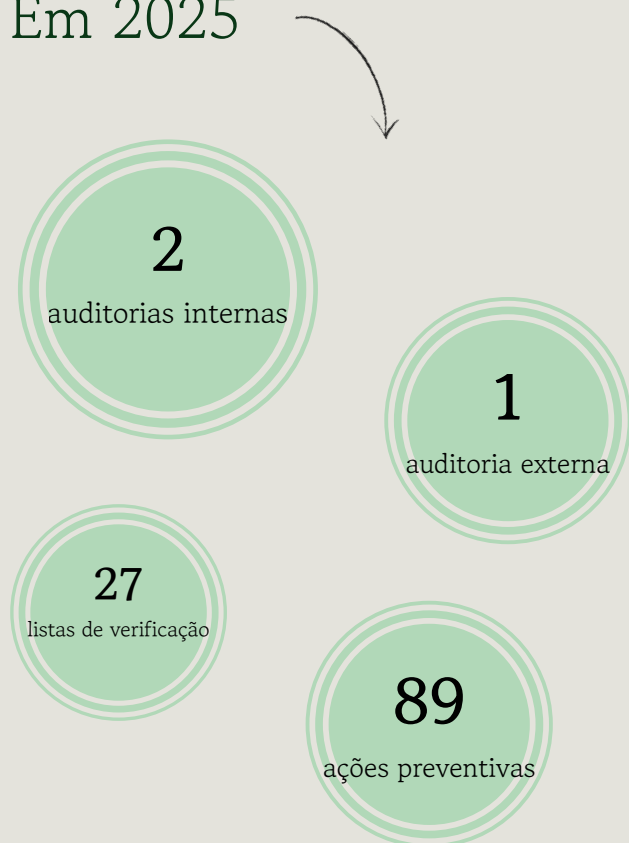 Em 2025
2
auditorias internas
1
auditoria externa
27
listas de verificação
89
ações preventivas